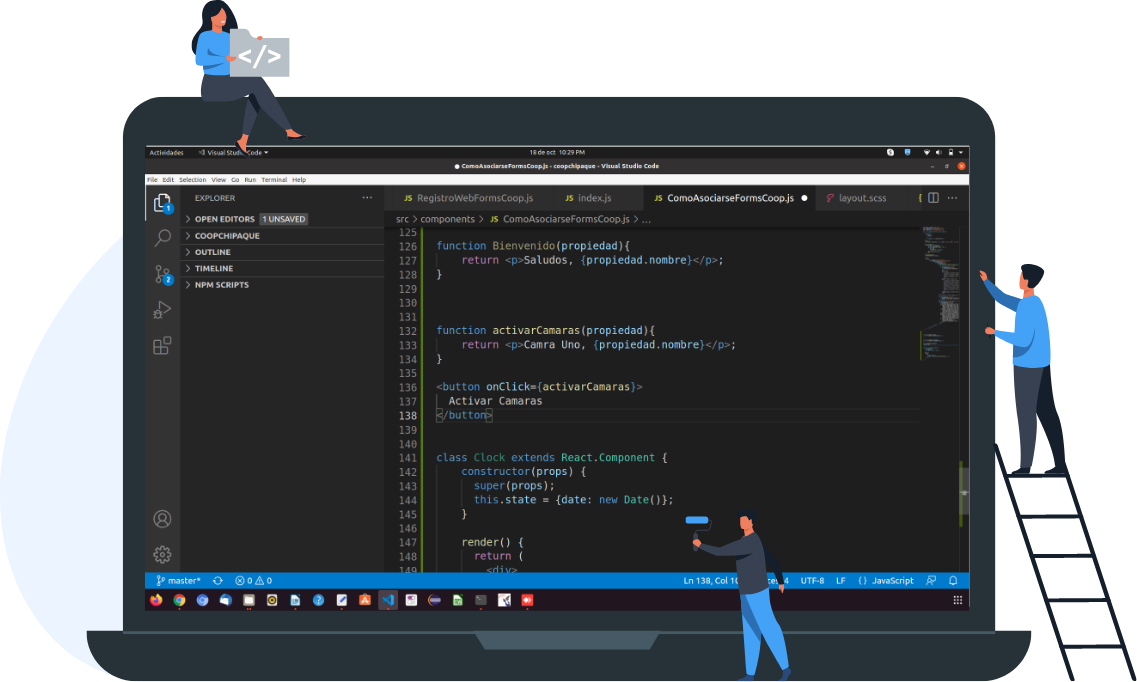 </>
Actividades Visual Studio Code 18 de oct 10:29 PM
ComoAsociarseFormsCoop.js - coopchipaque - Visual Studio Code
File Edit Selection View Go Run Terminal Help
EXPLORER ...
RegistroWebFormsCoop.js
JS index.js
JS ComoAsociarseFormsCoop.js
layout.scss
{
...
1
OPEN EDITORS 1 UNSAVED
src > components > JS ComoAsociarseFormsCoop.js > ...
COOPCHIPAQUE
OUTLINE
TIMELINE
NPM SCRIPTS
2
125
126 function Bienvenido(propiedad){
127 return <p>Saludos, {propiedad.nombre}</p>;
128 }
129
130
131
132 function activarCamaras(propiedad){
133 return <p>Camra Uno, {propiedad.nombre}</p>;
134 }
135
136 <button onClick={activarCamaras}>
137 Activar Camaras
138 </button>
139
140
141 class Clock extends React.Component {
142 constructor(props) {
143 super(props);
144 this.state = {date: new Date()};
145 }
146
147 render() {
148 return (
149 <div>
master* 0 0 Ln 138, Col 4 UTF-8 LF {} JavaScript